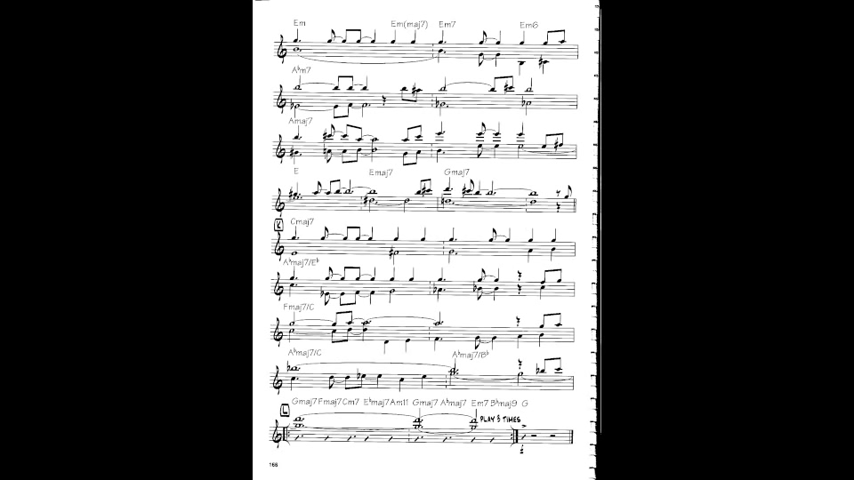 Em Em(maj7) Em7 Em6
A♭m7
Amaj7
E Emaj7 Gmaj7
Cmaj7
A♭maj7/E♭
Fmaj7/C
A♭maj7/C A♭maj7/B♭
Gmaj7 Fmaj7 Cm7 E♭maj7 Am11 Gmaj7 A♭maj7 Em7 B♭maj9 G
L
PLAY 3 TIMES
166